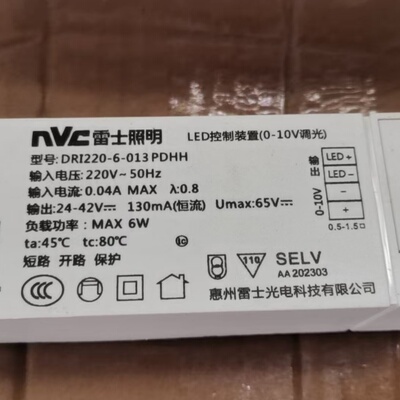 nvc 雷士照明 LED控制装置(0-10V调光)
型号: DRI220-6-013 PDHH
输入电压: 220V~ 50Hz
输入电流: 0.04A MAX λ:0.8
输出: 24-42V⎓ 130mA(恒流) Umax:65V⎓
负载功率: MAX 6W
ta:45℃ tc:80℃ tc
短路 开路 保护
CCC 110 SELV
AA 202303
惠州雷士光电科技有限公司
输出 LED+
LED-
0-10V -
+
0.5-1.5□